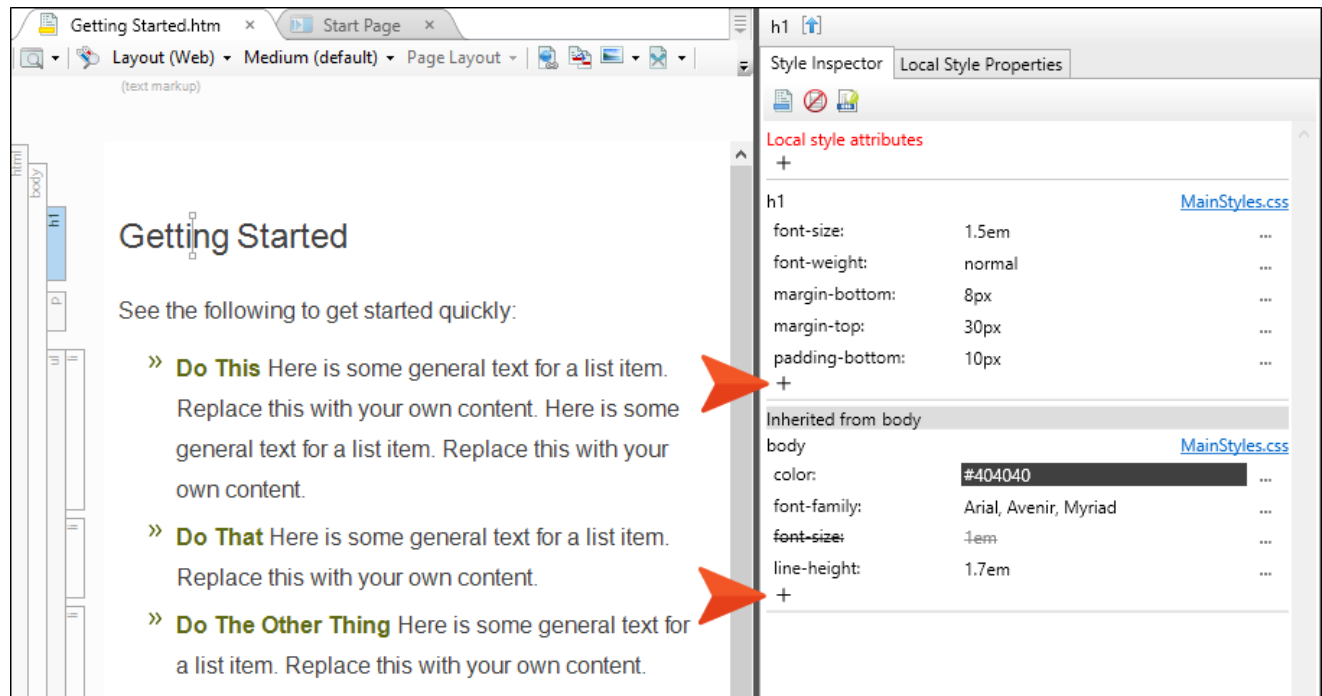 Getting Started.htm ×
Start Page ×
Layout (Web) Medium (default) Page Layout
(text markup)
html
body
h1
Getting Started
p
See the following to get started quickly:
ul
li
» Do This Here is some general text for a list item.
Replace this with your own content. Here is some
general text for a list item. Replace this with your
own content.
li
» Do That Here is some general text for a list item.
Replace this with your own content.
li
» Do The Other Thing Here is some general text for
a list item. Replace this with your own content.
h1
Style Inspector Local Style Properties
Local style attributes
+
h1 MainStyles.css
font-size: 1.5em ...
font-weight: normal ...
margin-bottom: 8px ...
margin-top: 30px ...
padding-bottom: 10px ...
+
Inherited from body
body MainStyles.css
color: #404040 ...
font-family: Arial, Avenir, Myriad ...
font-size: 1em ...
line-height: 1.7em ...
+